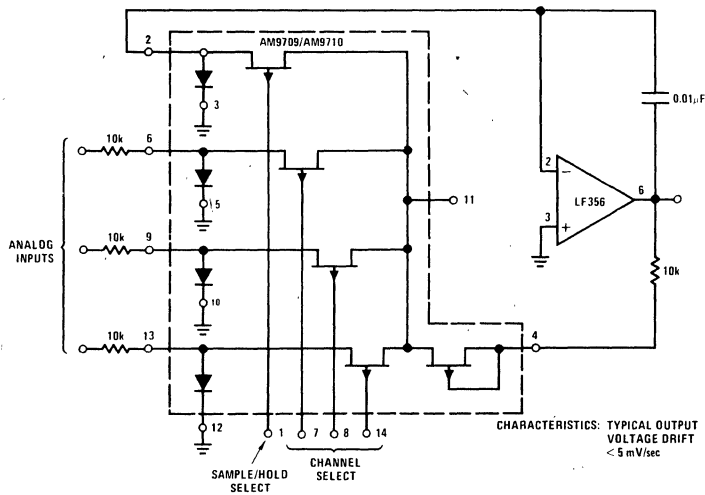 AM9709/AM9710
2
3
0.01μF
10k
6
5
2
6
LF356
3
11
ANALOG
INPUTS
10k
9
10
10k
10k
13
4
12
1
7
8
14
CHARACTERISTICS: TYPICAL OUTPUT
VOLTAGE DRIFT
< 5 mV/sec
SAMPLE/HOLD
SELECT
CHANNEL
SELECT